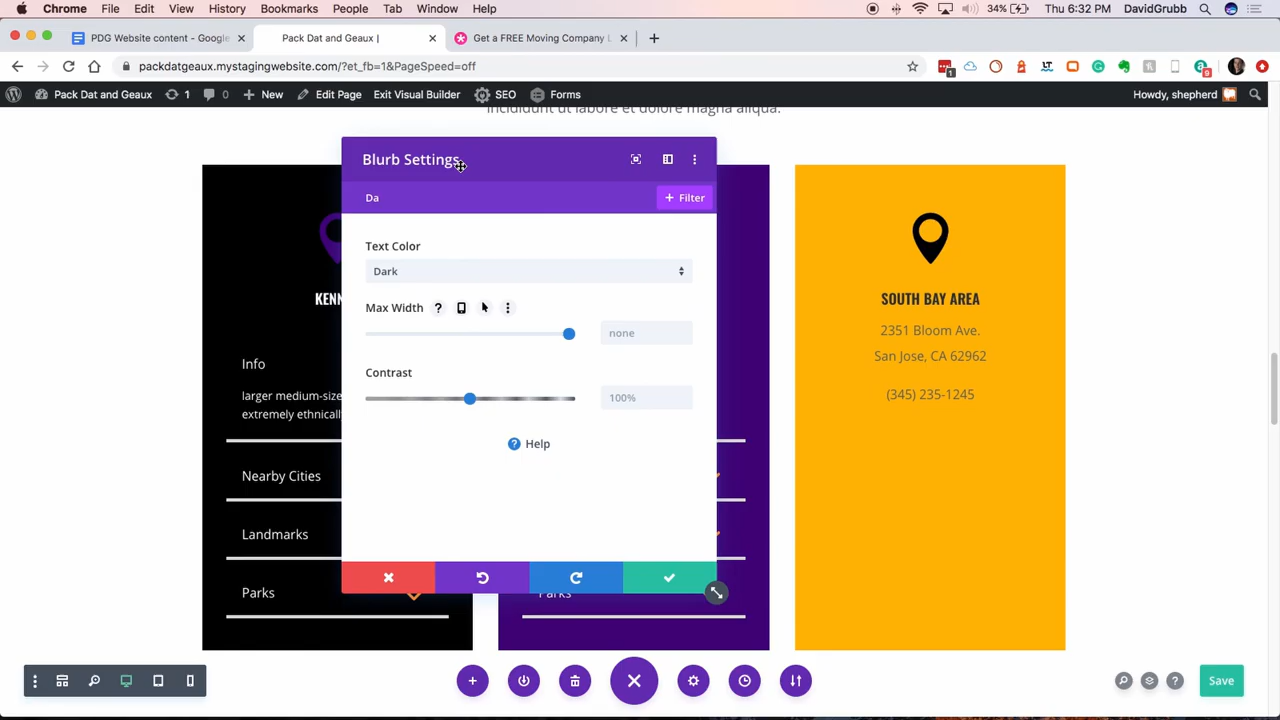 Chrome File Edit View History Bookmarks People Tab Window Help 34% Thu 6:32 PM DavidGrubb
PDG Website content - Google Pack Dat and Geaux | Get a FREE Moving Company
packdatgeaux.mystagingwebsite.com/?et_fb=1&PageSpeed=off
Pack Dat and Geaux 1 0 New Edit Page Exit Visual Builder SEO Forms Howdy, shepherd
incididunt ut labore et dolore magna aliqua.
Blurb Settings
Da + Filter
Text Color
Dark
Max Width
none
Contrast
100%
Help
KENN
Info
larger medium-size
extremely ethnicall
Nearby Cities
Landmarks
Parks
Parks
SOUTH BAY AREA
2351 Bloom Ave.
San Jose, CA 62962
(345) 235-1245
Save